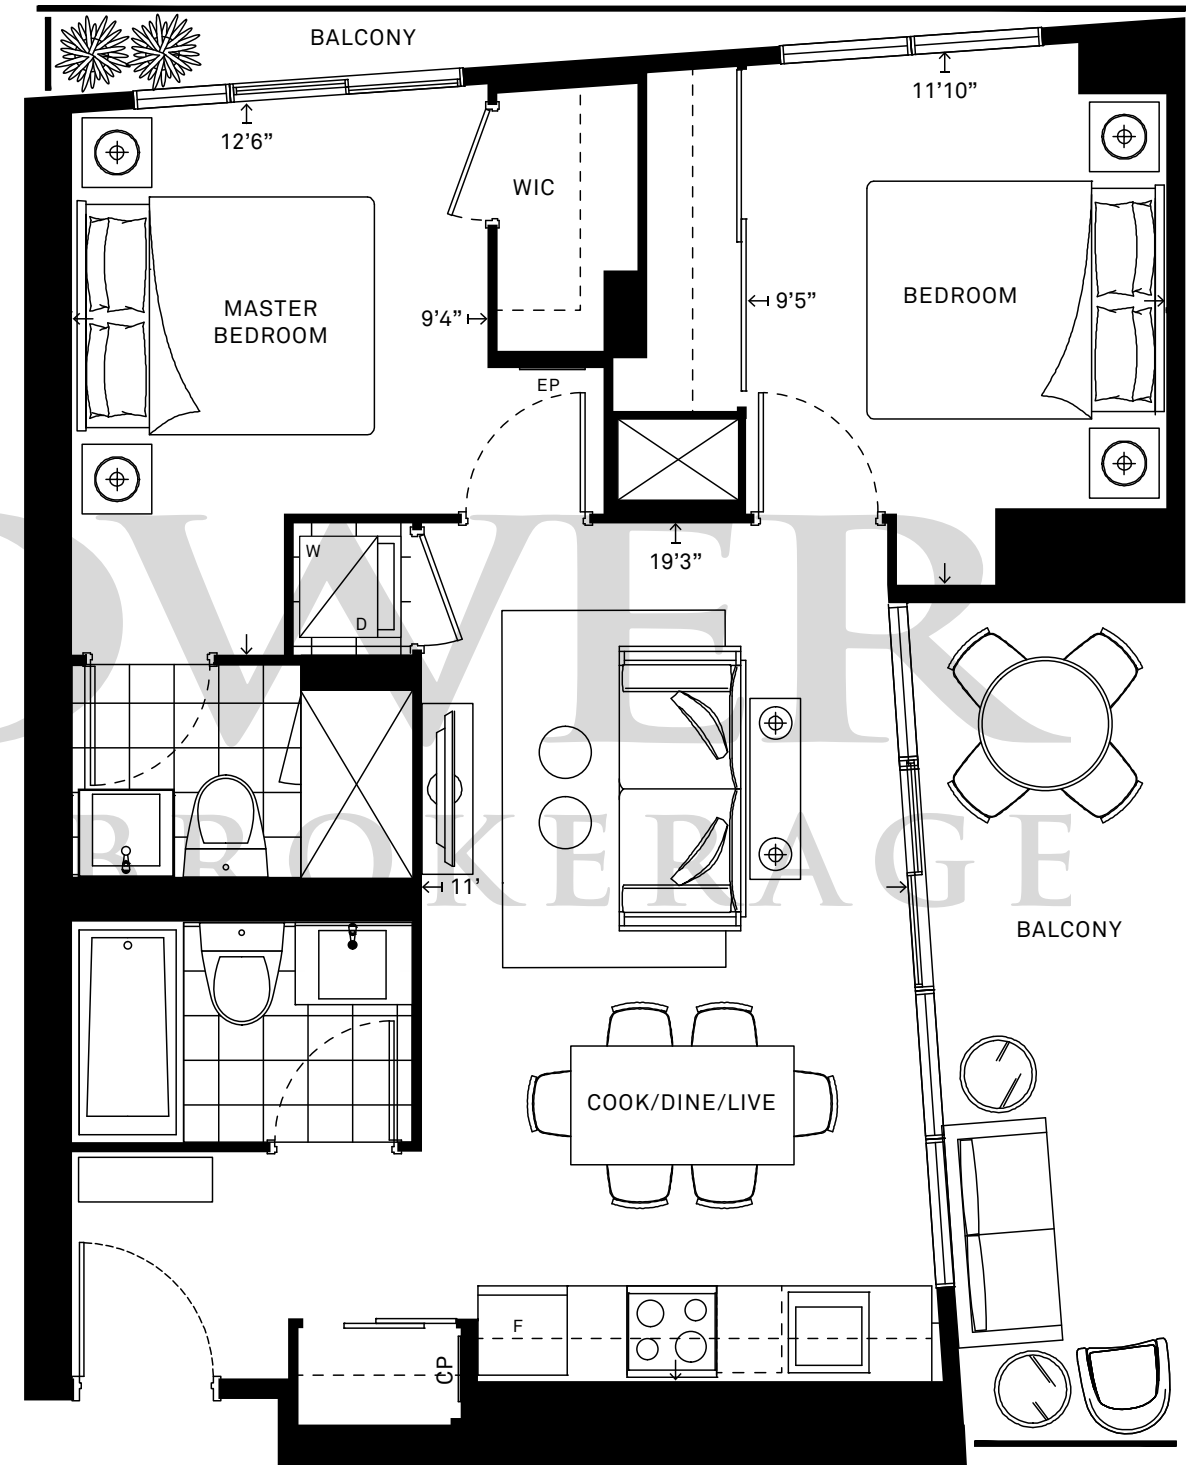 BALCONY
11'10"
12'6"
WIC
MASTER
BEDROOM
9'4"
9'5"
BEDROOM
EP
W
D
19'3"
OWER
BROKERAGE
11'
BALCONY
COOK/DINE/LIVE
F
CP